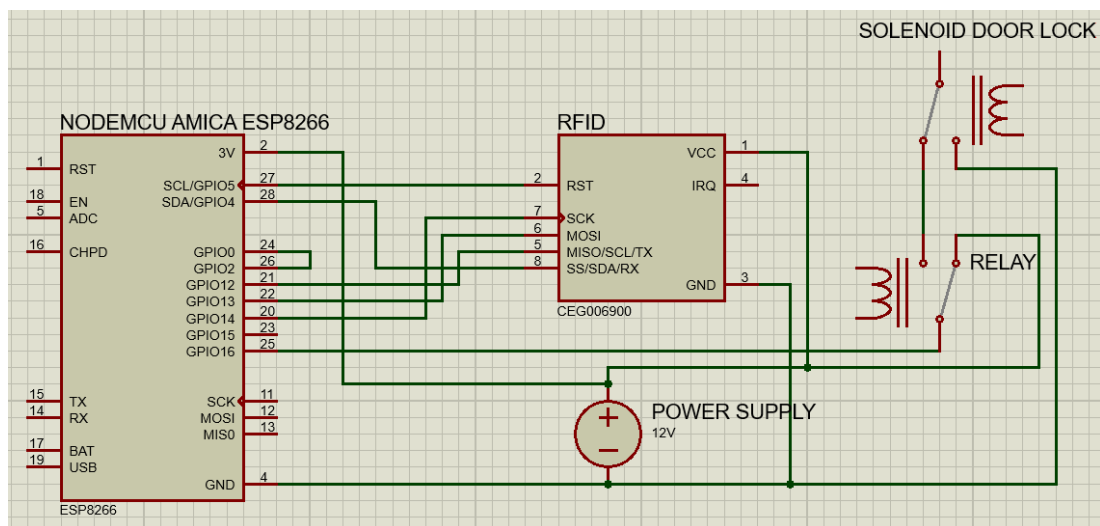 SOLENOID DOOR LOCK
NODEMCU AMICA ESP8266
RFID
1 RST
18 EN
5 ADC
16 CHPD
15 TX
14 RX
17 BAT
19 USB
3V 2
SCL/GPIO5 27
SDA/GPIO4 28
GPIO0 24
GPIO2 26
GPIO12 21
GPIO13 22
GPIO14 20
GPIO15 23
GPIO16 25
SCK 11
MOSI 12
MIS0 13
GND 4
ESP8266
2 RST
7 SCK
6 MOSI
5 MISO/SCL/TX
8 SS/SDA/RX
VCC 1
IRQ 4
GND 3
CEG006900
RELAY
POWER SUPPLY
12V